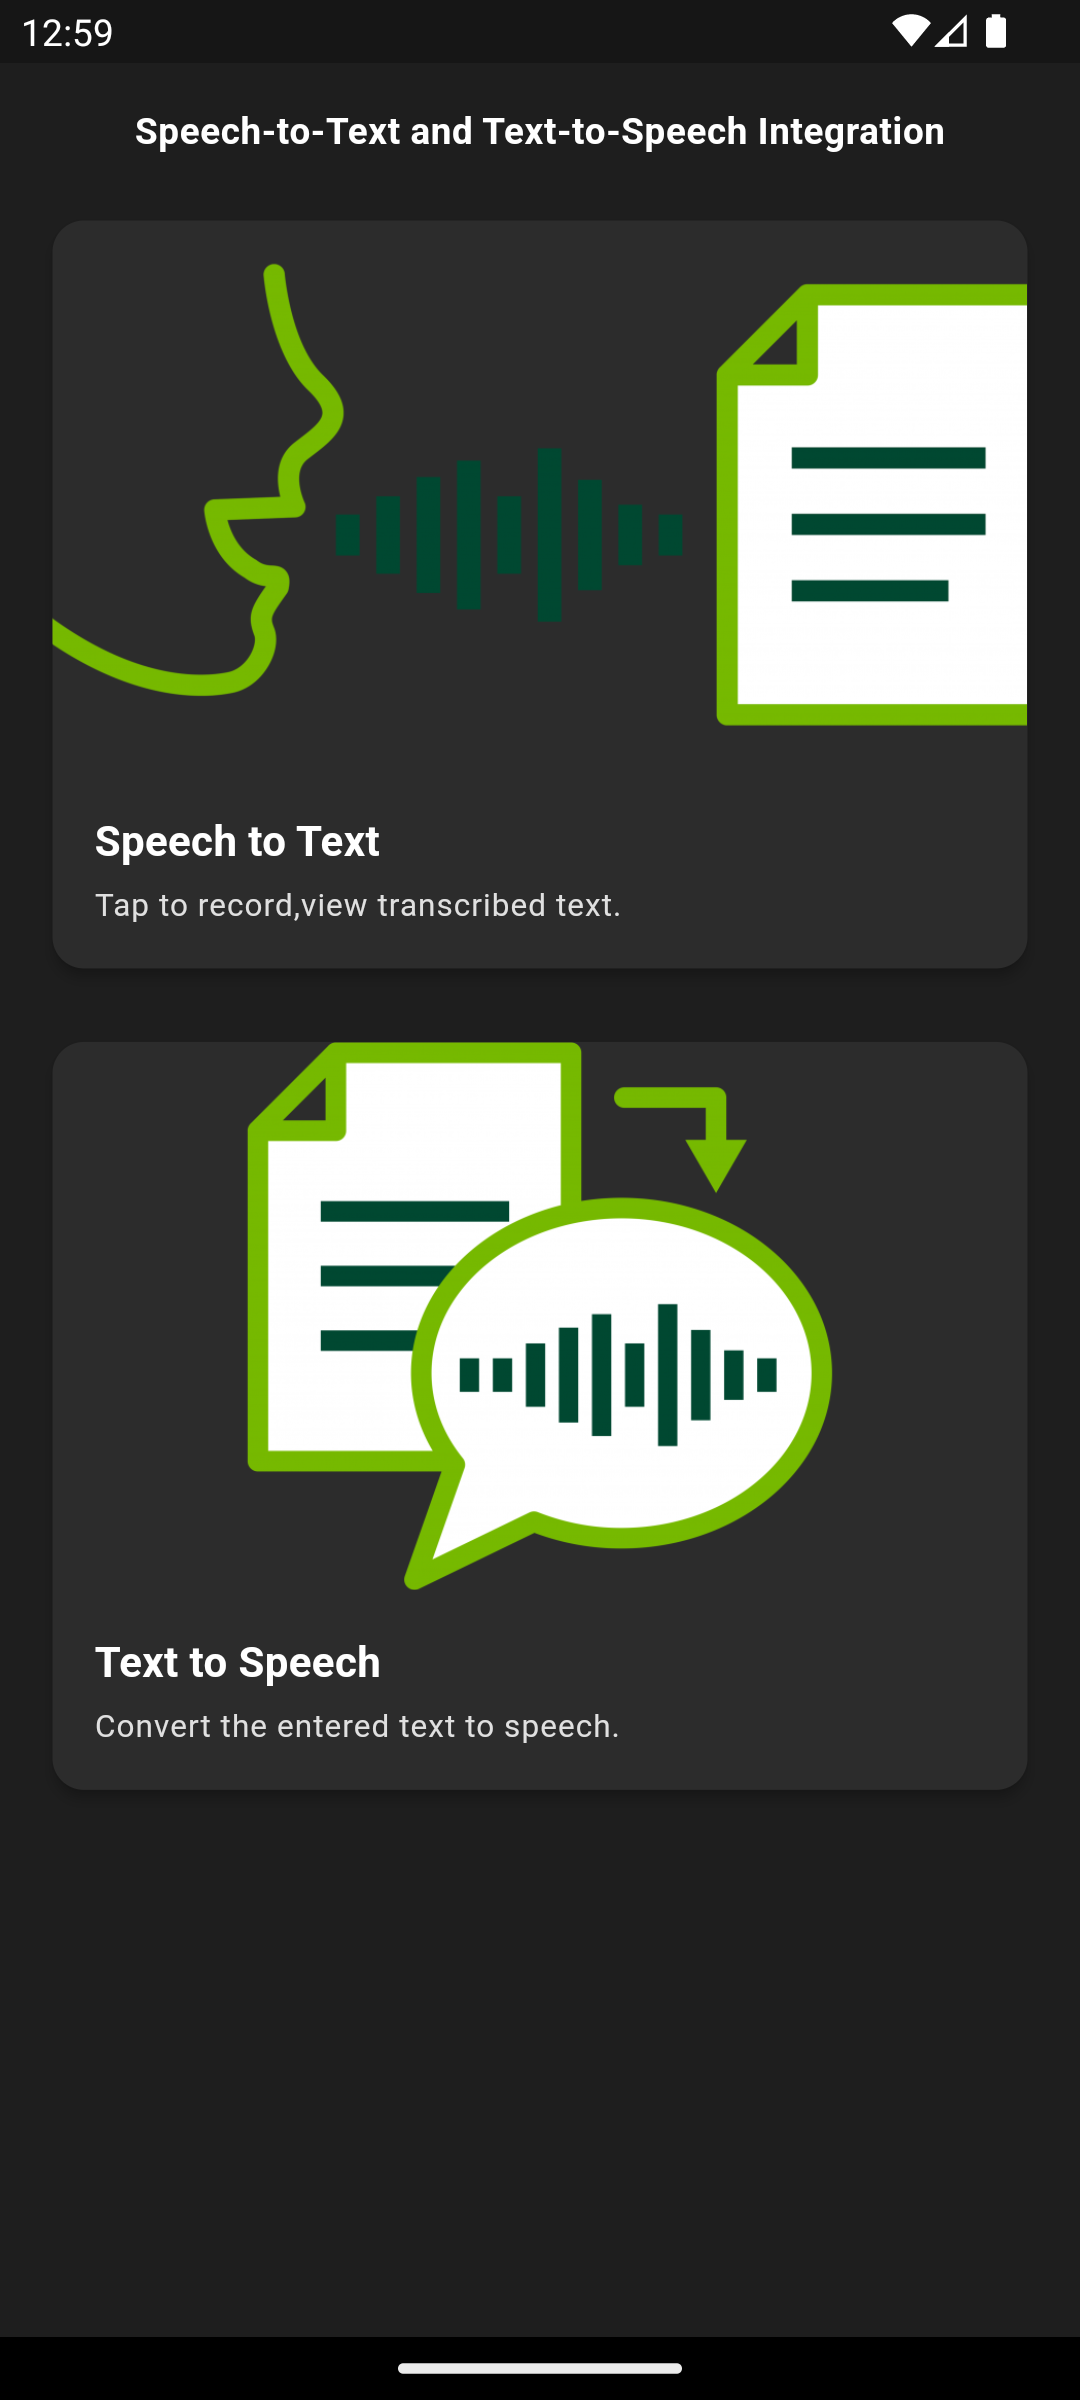 12:59
Speech-to-Text and Text-to-Speech Integration
Speech to Text
Tap to record,view transcribed text.
Text to Speech
Convert the entered text to speech.